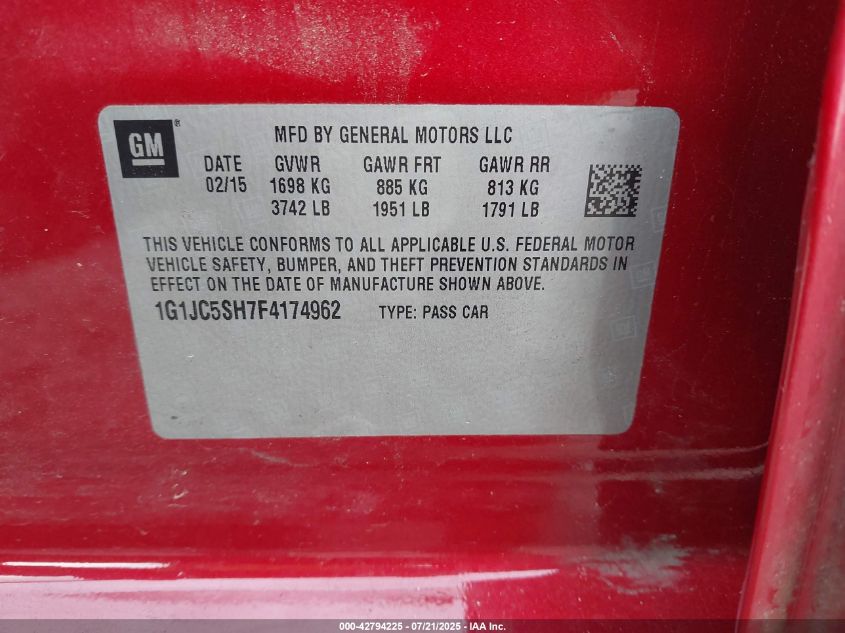 GM ®
MFD BY GENERAL MOTORS LLC
DATE GVWR GAWR FRT GAWR RR
02/15 1698 KG 885 KG 813 KG
3742 LB 1951 LB 1791 LB
THIS VEHICLE CONFORMS TO ALL APPLICABLE U.S. FEDERAL MOTOR
VEHICLE SAFETY, BUMPER, AND THEFT PREVENTION STANDARDS IN
EFFECT ON THE DATE OF MANUFACTURE SHOWN ABOVE.
1G1JC5SH7F4174962 TYPE: PASS CAR
000-42794225 - 07/21/2025 - IAA, Inc.